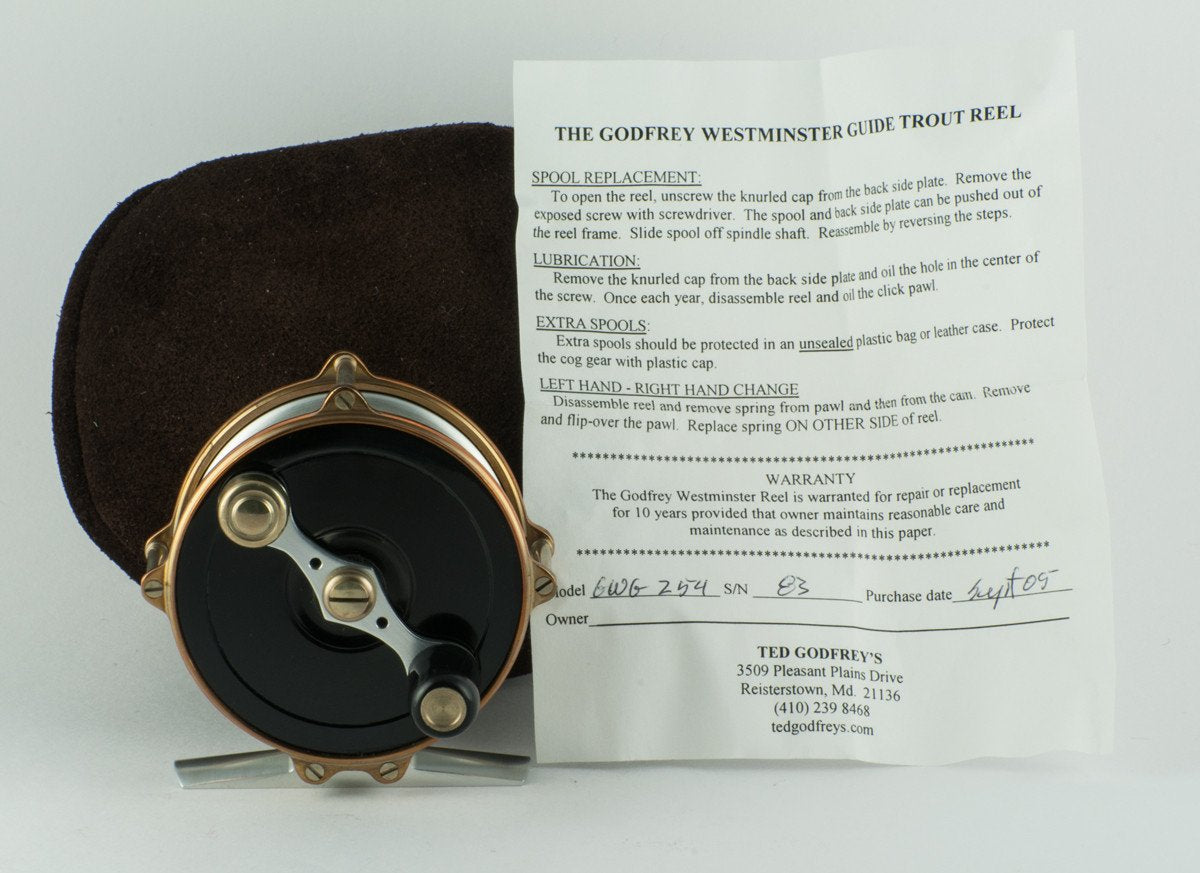 THE GODFREY WESTMINSTER GUIDE TROUT REEL
SPOOL REPLACEMENT:
To open the reel, unscrew the knurled cap from the back side plate. Remove the
exposed screw with screwdriver. The spool and back side plate can be pushed out of
the reel frame. Slide spool off spindle shaft. Reassemble by reversing the steps.
LUBRICATION:
Remove the knurled cap from the back side plate and oil the hole in the center of
the screw. Once each year, disassemble reel and oil the click pawl.
EXTRA SPOOLS:
Extra spools should be protected in an unsealed plastic bag or leather case. Protect
the cog gear with plastic cap.
LEFT HAND - RIGHT HAND CHANGE
Disassemble reel and remove spring from pawl and then from the cam. Remove
and flip-over the pawl. Replace spring ON OTHER SIDE of reel.
****************************************************
WARRANTY
The Godfrey Westminster Reel is warranted for repair or replacement
for 10 years provided that owner maintains reasonable care and
maintenance as described in this paper.
****************************************************
odel GWG 254 S/N 83 Purchase date Sept 05
Owner
TED GODFREY'S
3509 Pleasant Plains Drive
Reisterstown, Md. 21136
(410) 239 8468
tedgodfreys.com